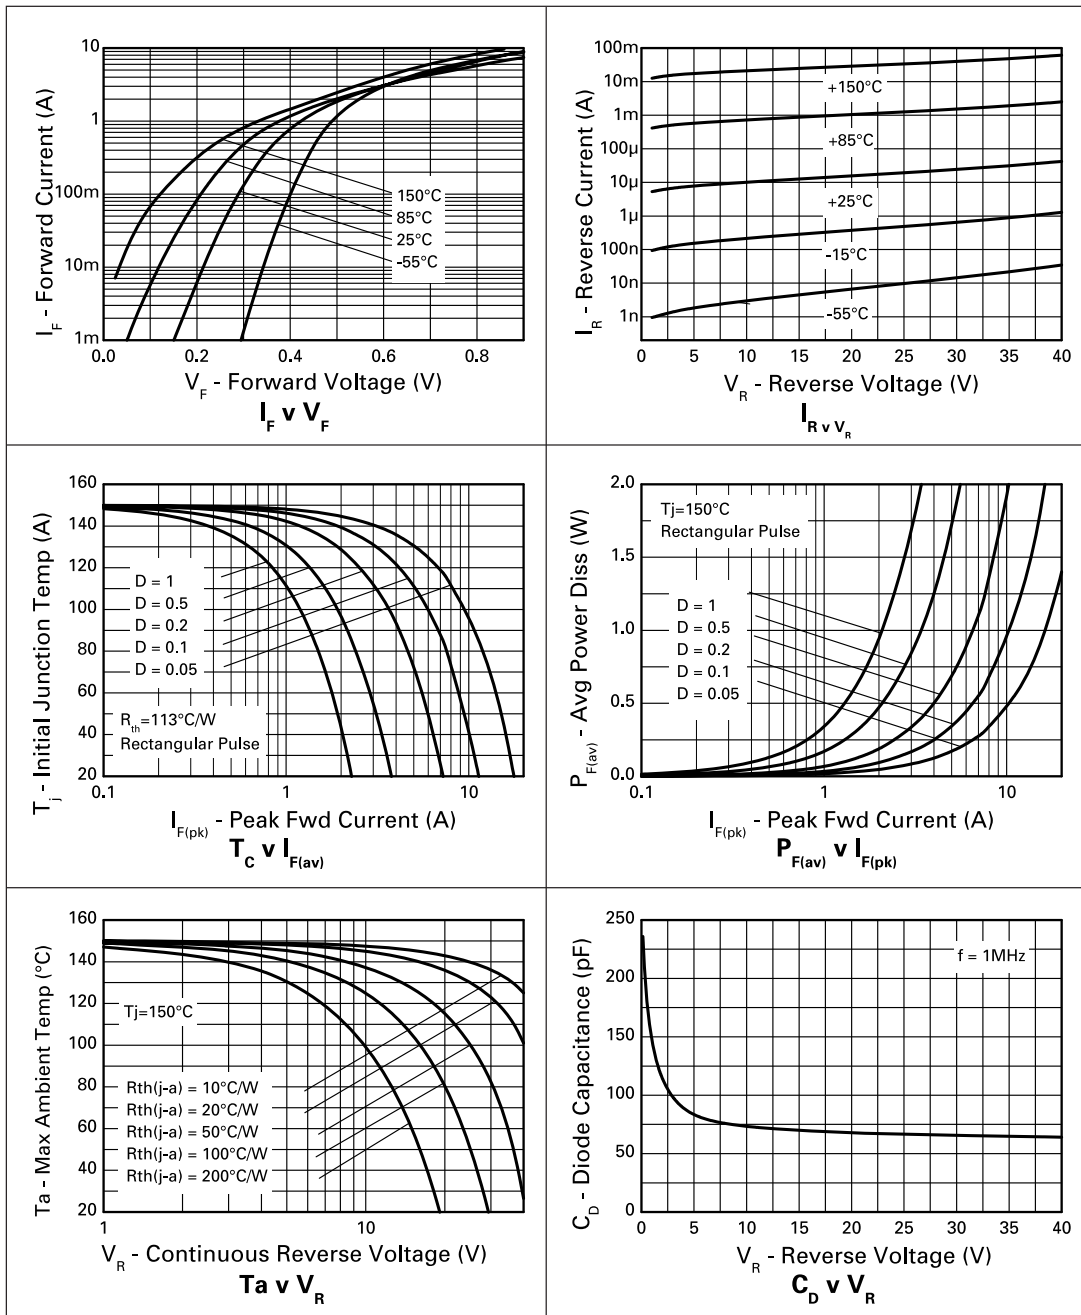 10
1
100m
10m
1m
I_F - Forward Current (A)
150°C
85°C
25°C
-55°C
0.0 0.2 0.4 0.6 0.8
V_F - Forward Voltage (V)
I_F v V_F
100m
10m
1m
100µ
10µ
1µ
100n
10n
1n
I_R - Reverse Current (A)
+150°C
+85°C
+25°C
-15°C
-55°C
0 5 10 15 20 25 30 35 40
V_R - Reverse Voltage (V)
I_R v V_R
160
140
120
100
80
60
40
20
T_j - Initial Junction Temp (A)
D = 1
D = 0.5
D = 0.2
D = 0.1
D = 0.05
R_th=113°C/W
Rectangular Pulse
0.1 1 10
I_F(pk) - Peak Fwd Current (A)
T_C v I_F(av)
2.0
1.5
1.0
0.5
0.0
P_F(av) - Avg Power Diss (W)
Tj=150°C
Rectangular Pulse
D = 1
D = 0.5
D = 0.2
D = 0.1
D = 0.05
0.1 1 10
I_F(pk) - Peak Fwd Current (A)
P_F(av) v I_F(pk)
160
140
120
100
80
60
40
20
Ta - Max Ambient Temp (°C)
Tj=150°C
Rth(j-a) = 10°C/W
Rth(j-a) = 20°C/W
Rth(j-a) = 50°C/W
Rth(j-a) = 100°C/W
Rth(j-a) = 200°C/W
1 10
V_R - Continuous Reverse Voltage (V)
Ta v V_R
250
200
150
100
50
0
C_D - Diode Capacitance (pF)
f = 1MHz
0 5 10 15 20 25 30 35 40
V_R - Reverse Voltage (V)
C_D v V_R